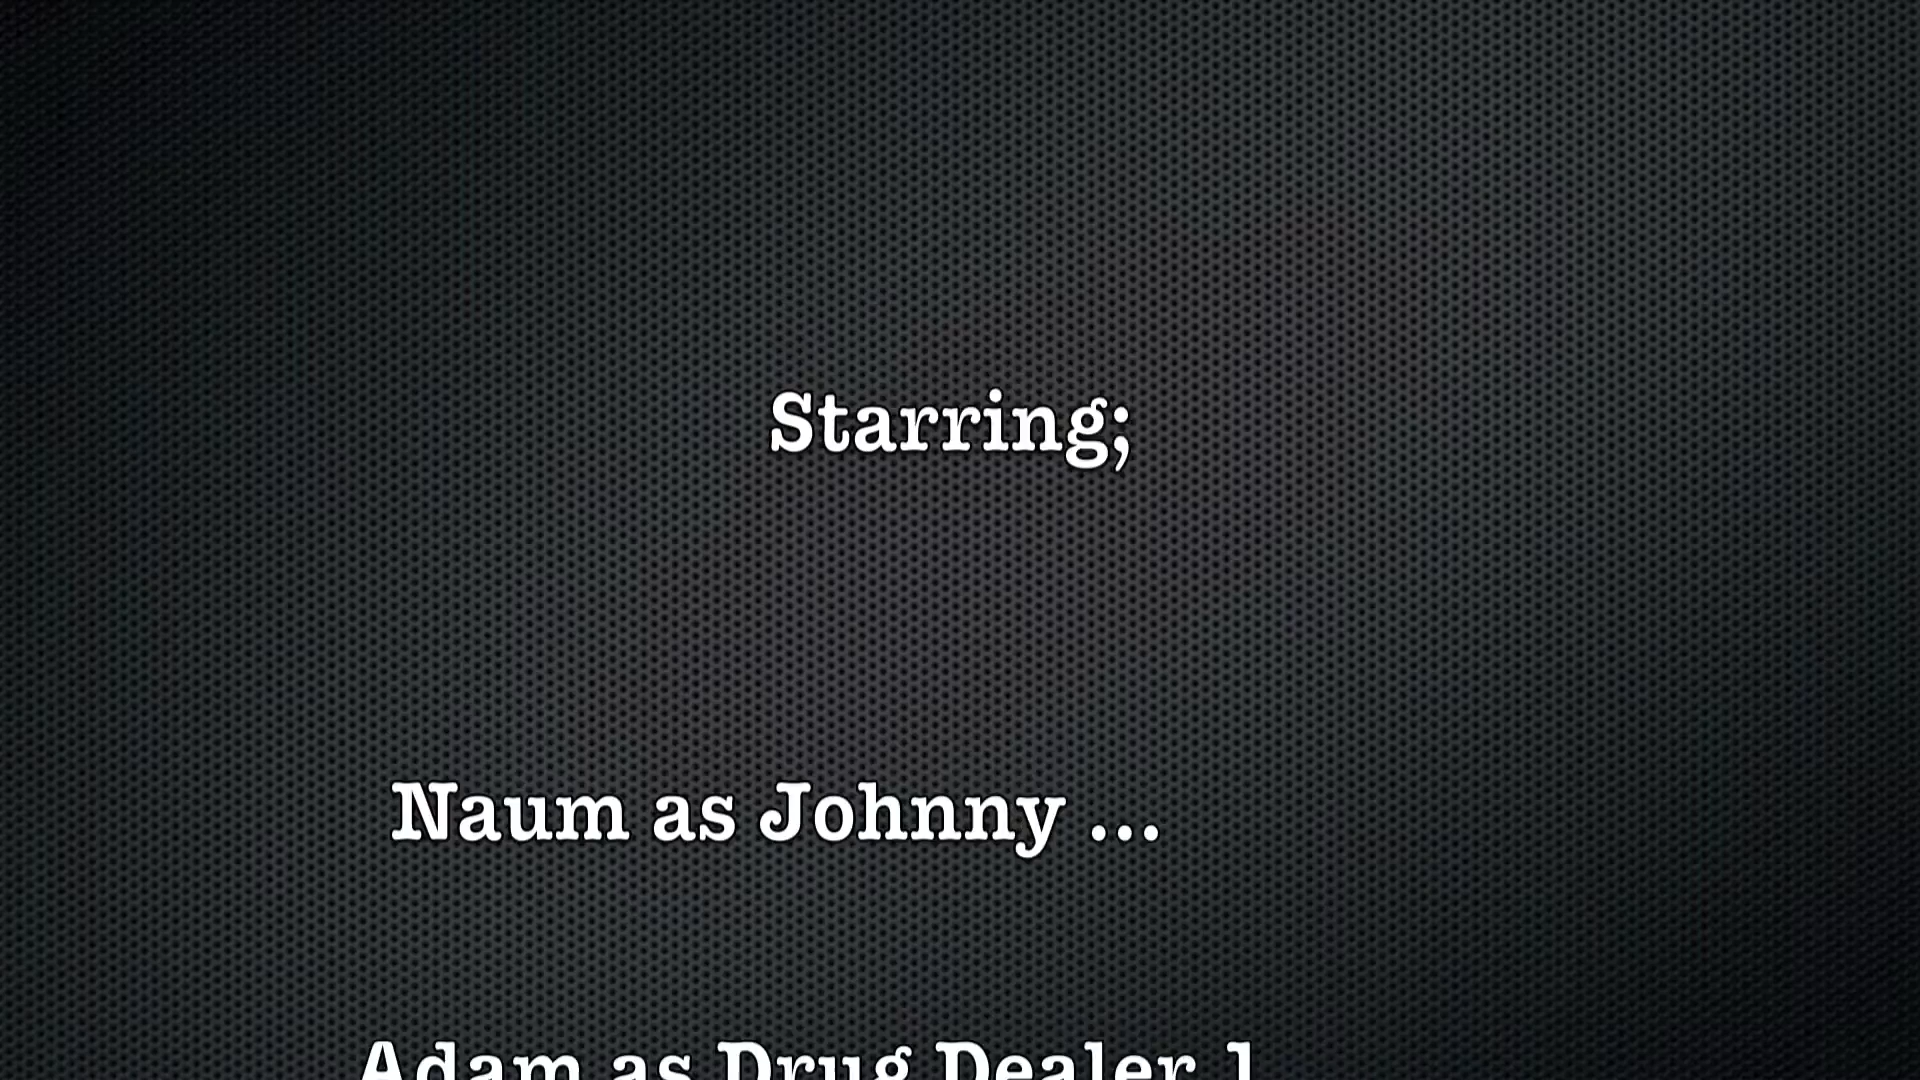 Starring;
Naum as Johnny ...
Adam as Drug Dealer 1